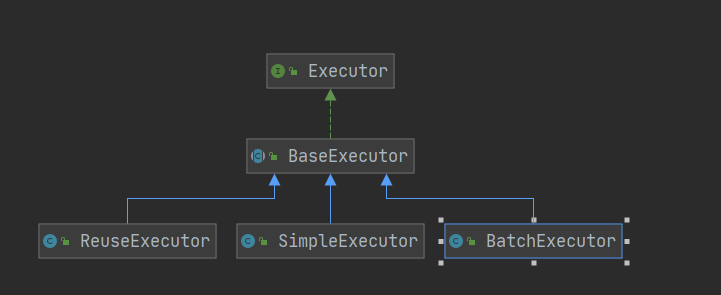 Executor
BaseExecutor
ReuseExecutor
SimpleExecutor
BatchExecutor